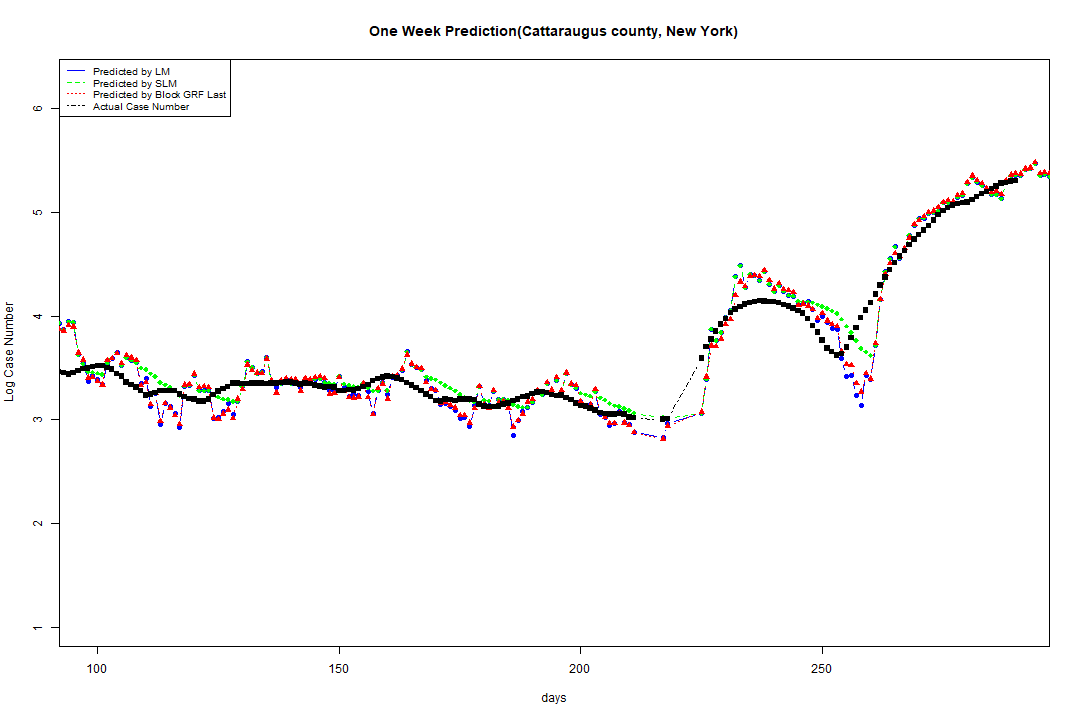 One Week Prediction(Cattaraugus county, New York)
Predicted by LM
Predicted by SLM
Predicted by Block GRF Last
Actual Case Number
6
5
4
3
2
1
Log Case Number
100
150
200
250
days